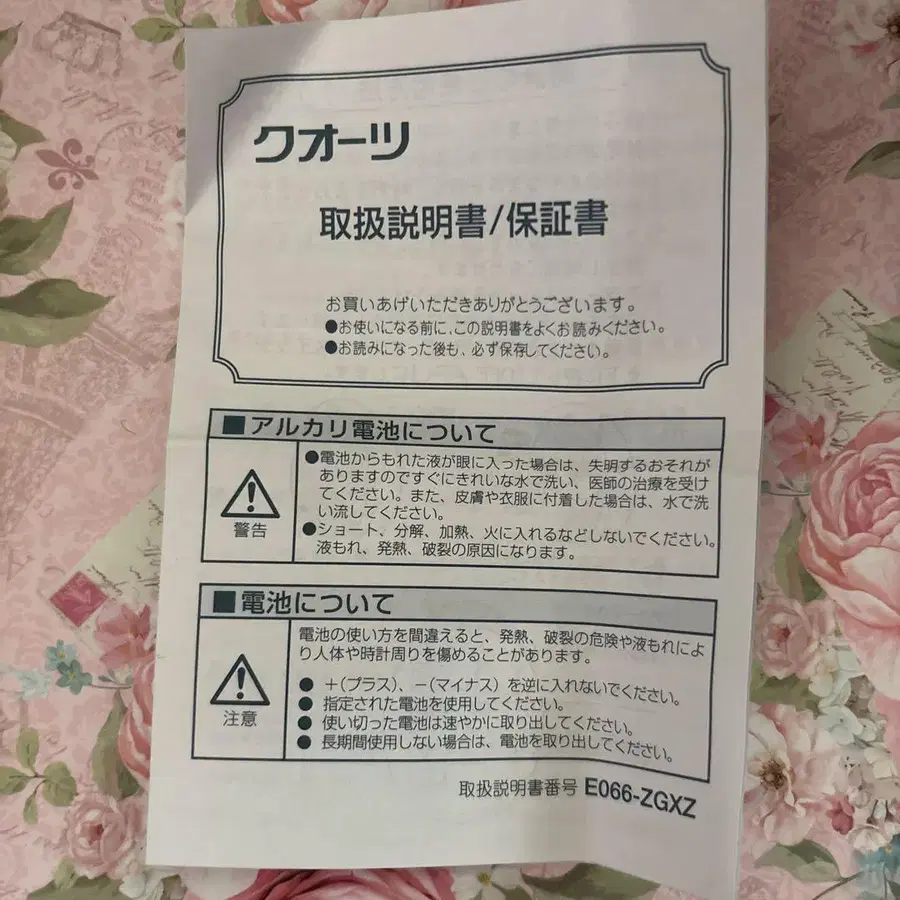 クオーツ
取扱説明書/保証書
お買いあげいただきありがとうございます。
●お使いになる前に、この説明書をよくお読みください。
●お読みになった後も、必ず保存してください。
■アルカリ電池について
警告
●電池からもれた液が眼に入った場合は、失明するおそれが
ありますのですぐにきれいな水で洗い、医師の治療を受け
てください。また、皮膚や衣服に付着した場合は、水で洗
い流してください。
●ショート、分解、加熱、火に入れるなどしないでください。
液もれ、発熱、破裂の原因になります。
■電池について
注意
電池の使い方を間違えると、発熱、破裂の危険や液もれによ
り人体や時計周りを傷めることがあります。
● +(プラス)、-(マイナス)を逆に入れないでください。
● 指定された電池を使用してください。
● 使い切った電池は速やかに取り出してください。
● 長期間使用しない場合は、電池を取り出してください。
取扱説明書番号 E066-ZGXZ